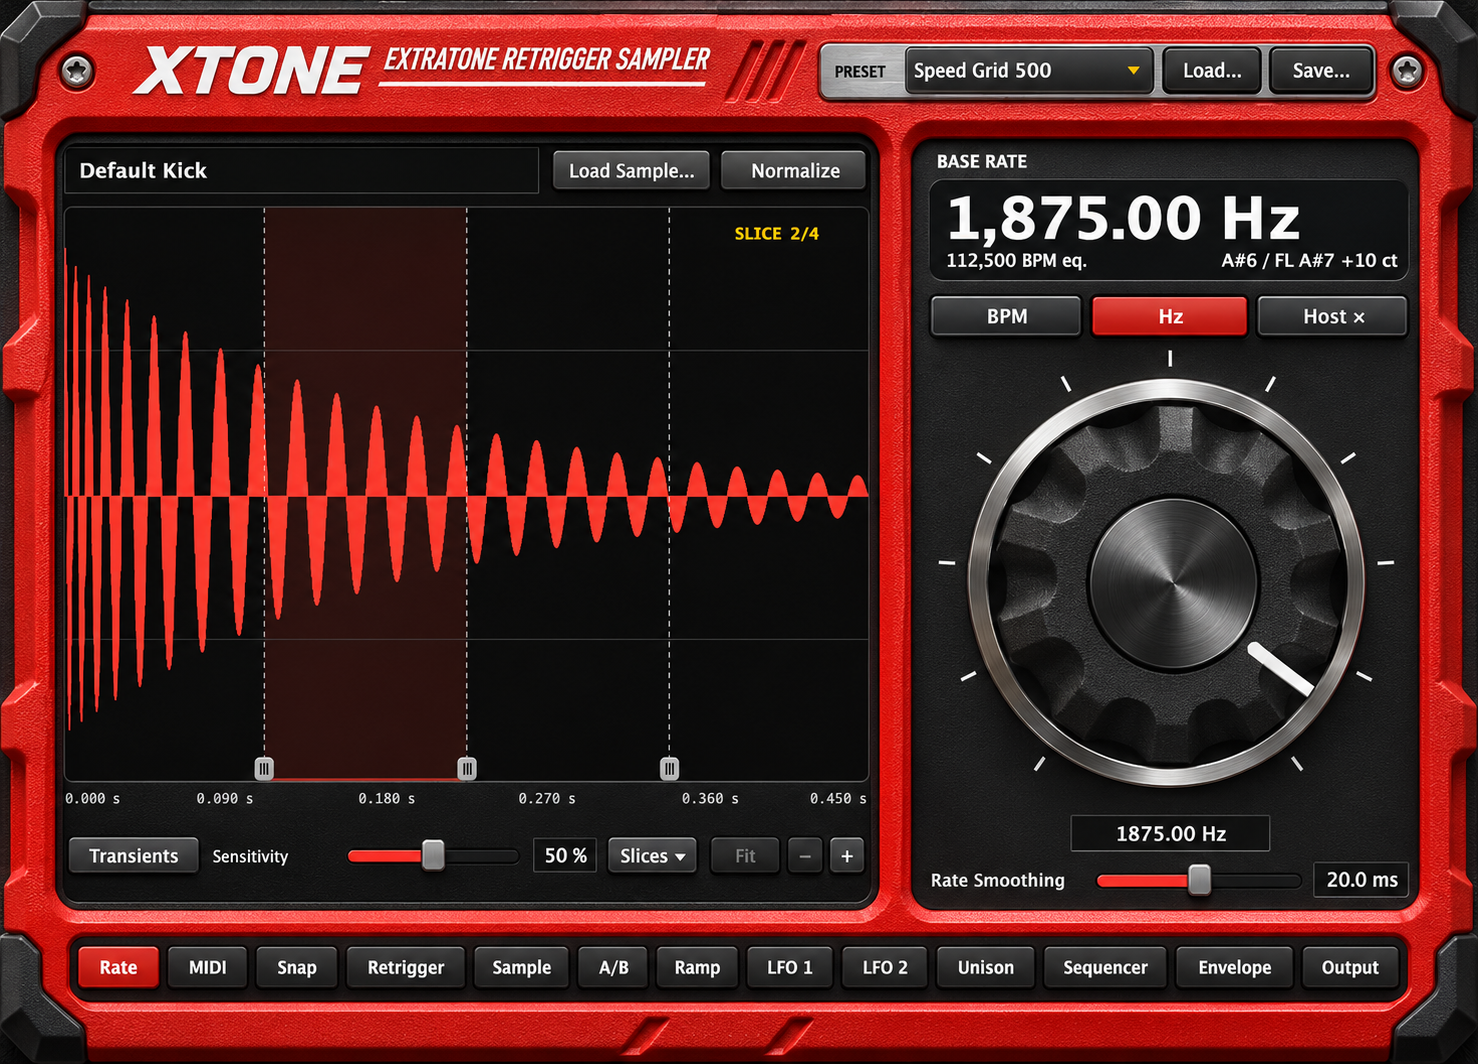 XTONE EXTRATONE RETRIGGER SAMPLER
PRESET Speed Grid 500 Load... Save...
Default Kick Load Sample... Normalize
SLICE 2/4
0.000 s 0.090 s 0.180 s 0.270 s 0.360 s 0.450 s
Transients Sensitivity 50 % Slices Fit − +
BASE RATE
1,875.00 Hz
112,500 BPM eq. A#6 / FL A#7 +10 ct
BPM Hz Host ×
1875.00 Hz
Rate Smoothing 20.0 ms
Rate MIDI Snap Retrigger Sample A/B Ramp LFO 1 LFO 2 Unison Sequencer Envelope Output